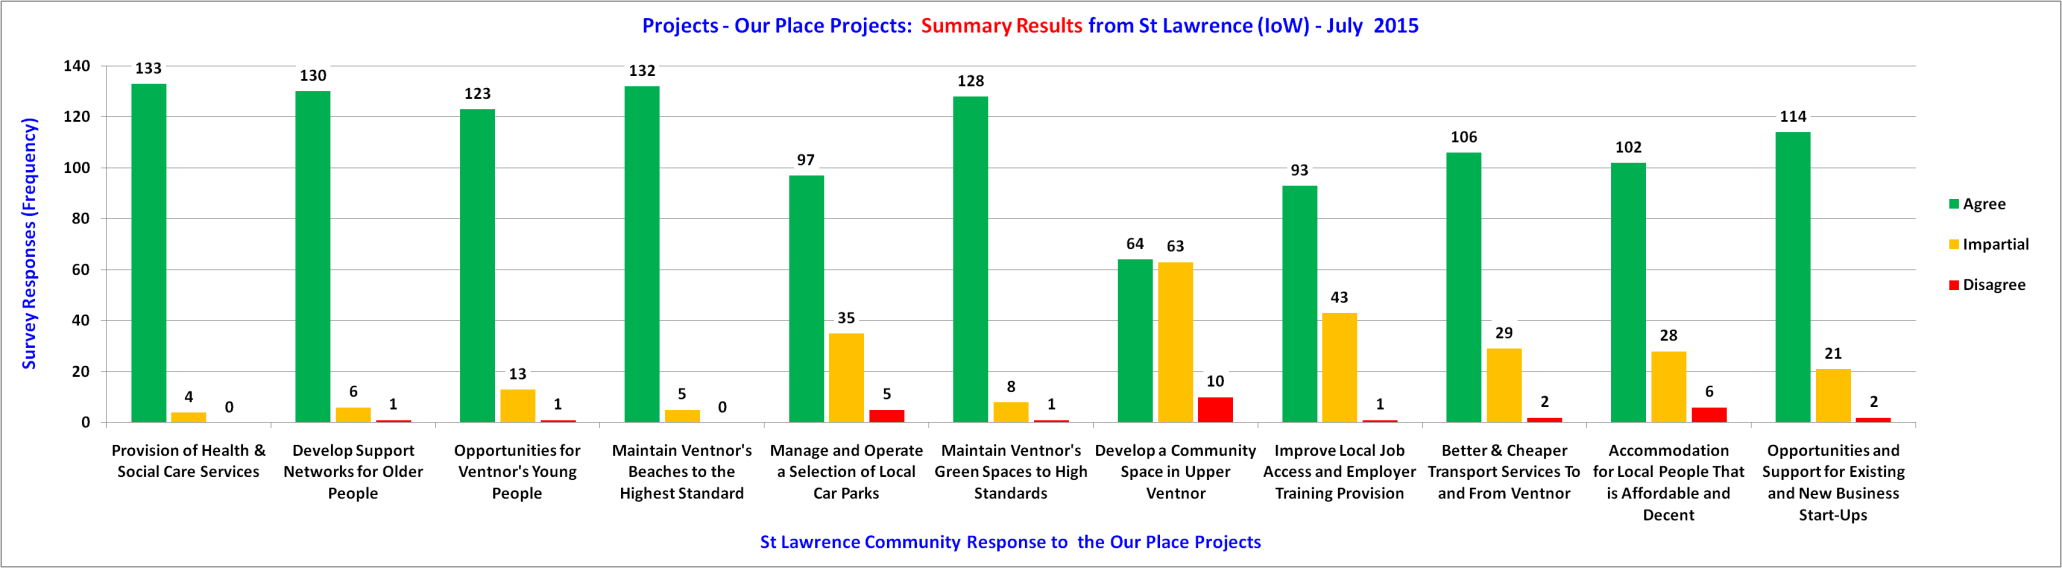 Projects - Our Place Projects:  Summary Results from St Lawrence (IoW) - July  2015
Survey Responses (Frequency)
140
120
100
80
60
40
20
0
133
4
0
130
6
1
123
13
1
132
5
0
97
35
5
128
8
1
64
63
10
93
43
1
106
29
2
102
28
6
114
21
2
Provision of Health &
Social Care Services
Develop Support
Networks for Older
People
Opportunities for
Ventnor's Young
People
Maintain Ventnor's
Beaches to the
Highest Standard
Manage and Operate
a Selection of Local
Car Parks
Maintain Ventnor's
Green Spaces to High
Standards
Develop a Community
Space in Upper
Ventnor
Improve Local Job
Access and Employer
Training Provision
Better & Cheaper
Transport Services To
and From Ventnor
Accommodation
for Local People That
is Affordable and
Decent
Opportunities and
Support for Existing
and New Business
Start-Ups
St Lawrence Community Response to  the Our Place Projects
Agree
Impartial
Disagree